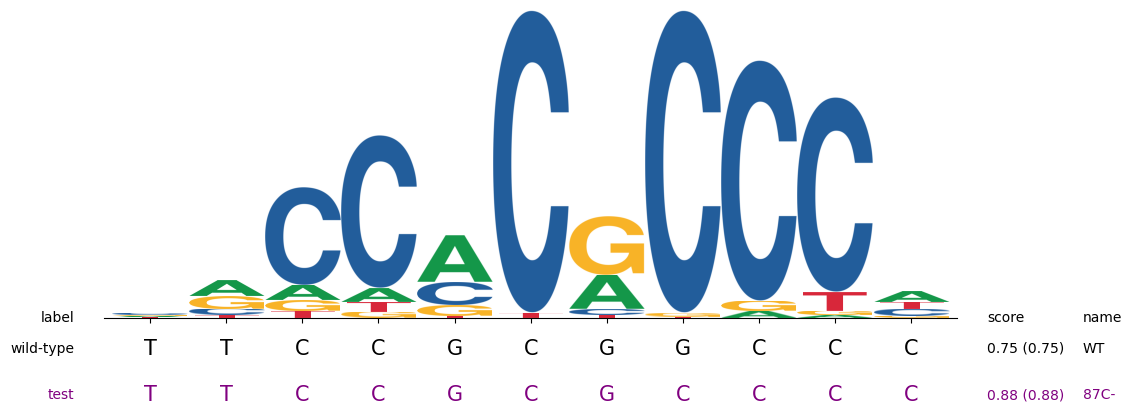 C C A C G C C C
A A A A C A G T A
G G T G C G C
label score name
wild-type T T C C G C G G C C C 0.75 (0.75) WT
test T T C C G C G C C C C 0.88 (0.88) 87C-